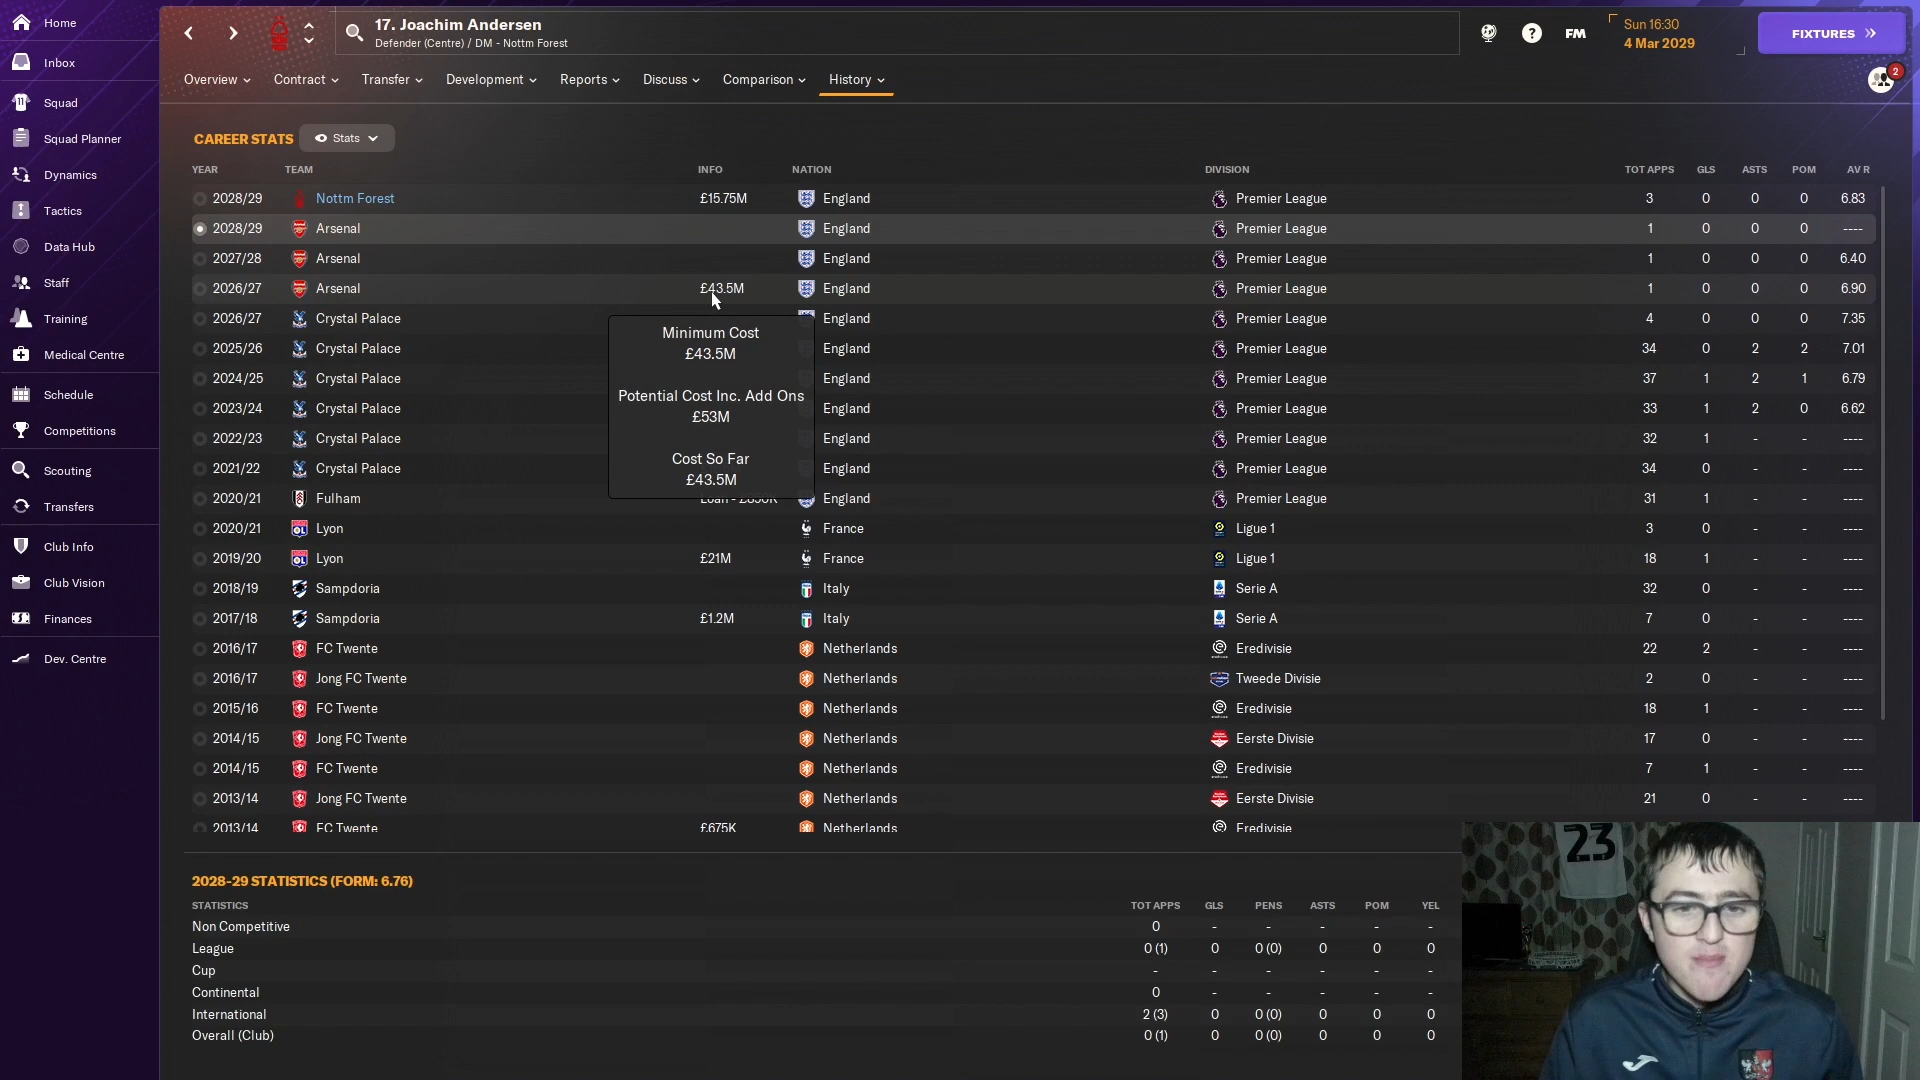 Home
Inbox
Squad
Squad Planner
Dynamics
Tactics
Data Hub
Staff
Training
Medical Centre
Schedule
Competitions
Scouting
Transfers
Club Info
Club Vision
Finances
Dev. Centre
17. Joachim Andersen
Defender (Centre) / DM - Nottm Forest
? FM
Sun 16:30
4 Mar 2029
FIXTURES
2
Overview Contract Transfer Development Reports Discuss Comparison History
CAREER STATS Stats
YEAR TEAM INFO NATION DIVISION TOT APPS GLS ASTS POM AV R
2028/29 Nottm Forest £15.75M England Premier League 3 0 0 0 6.83
2028/29 Arsenal England Premier League 1 0 0 0 ----
2027/28 Arsenal England Premier League 1 0 0 0 6.40
2026/27 Arsenal £43.5M England Premier League 1 0 0 0 6.90
2026/27 Crystal Palace England Premier League 4 0 0 0 7.35
2025/26 Crystal Palace England Premier League 34 0 2 2 7.01
2024/25 Crystal Palace England Premier League 37 1 2 1 6.79
2023/24 Crystal Palace England Premier League 33 1 2 0 6.62
2022/23 Crystal Palace England Premier League 32 1 - - ----
2021/22 Crystal Palace England Premier League 34 0 - - ----
2020/21 Fulham England Premier League 31 1 - - ----
2020/21 Lyon France Ligue 1 3 0 - - ----
2019/20 Lyon £21M France Ligue 1 18 1 - - ----
2018/19 Sampdoria Italy Serie A 32 0 - - ----
2017/18 Sampdoria £1.2M Italy Serie A 7 0 - - ----
2016/17 FC Twente Netherlands Eredivisie 22 2 - - ----
2016/17 Jong FC Twente Netherlands Tweede Divisie 2 0 - - ----
2015/16 FC Twente Netherlands Eredivisie 18 1 - - ----
2014/15 Jong FC Twente Netherlands Eerste Divisie 17 0 - - ----
2014/15 FC Twente Netherlands Eredivisie 7 1 - - ----
2013/14 Jong FC Twente Netherlands Eerste Divisie 21 0 - - ----
2013/14 FC Twente £675K Netherlands Eredivisie
Minimum Cost
£43.5M
Potential Cost Inc. Add Ons
£53M
Cost So Far
£43.5M
2028-29 STATISTICS (FORM: 6.76)
STATISTICS TOT APPS GLS PENS ASTS POM YEL
Non Competitive 0 - - - - -
League 0 (1) 0 0 (0) 0 0 0
Cup - - - - - -
Continental 0 - - - - -
International 2 (3) 0 0 (0) 0 0 0
Overall (Club) 0 (1) 0 0 (0) 0 0 0
23